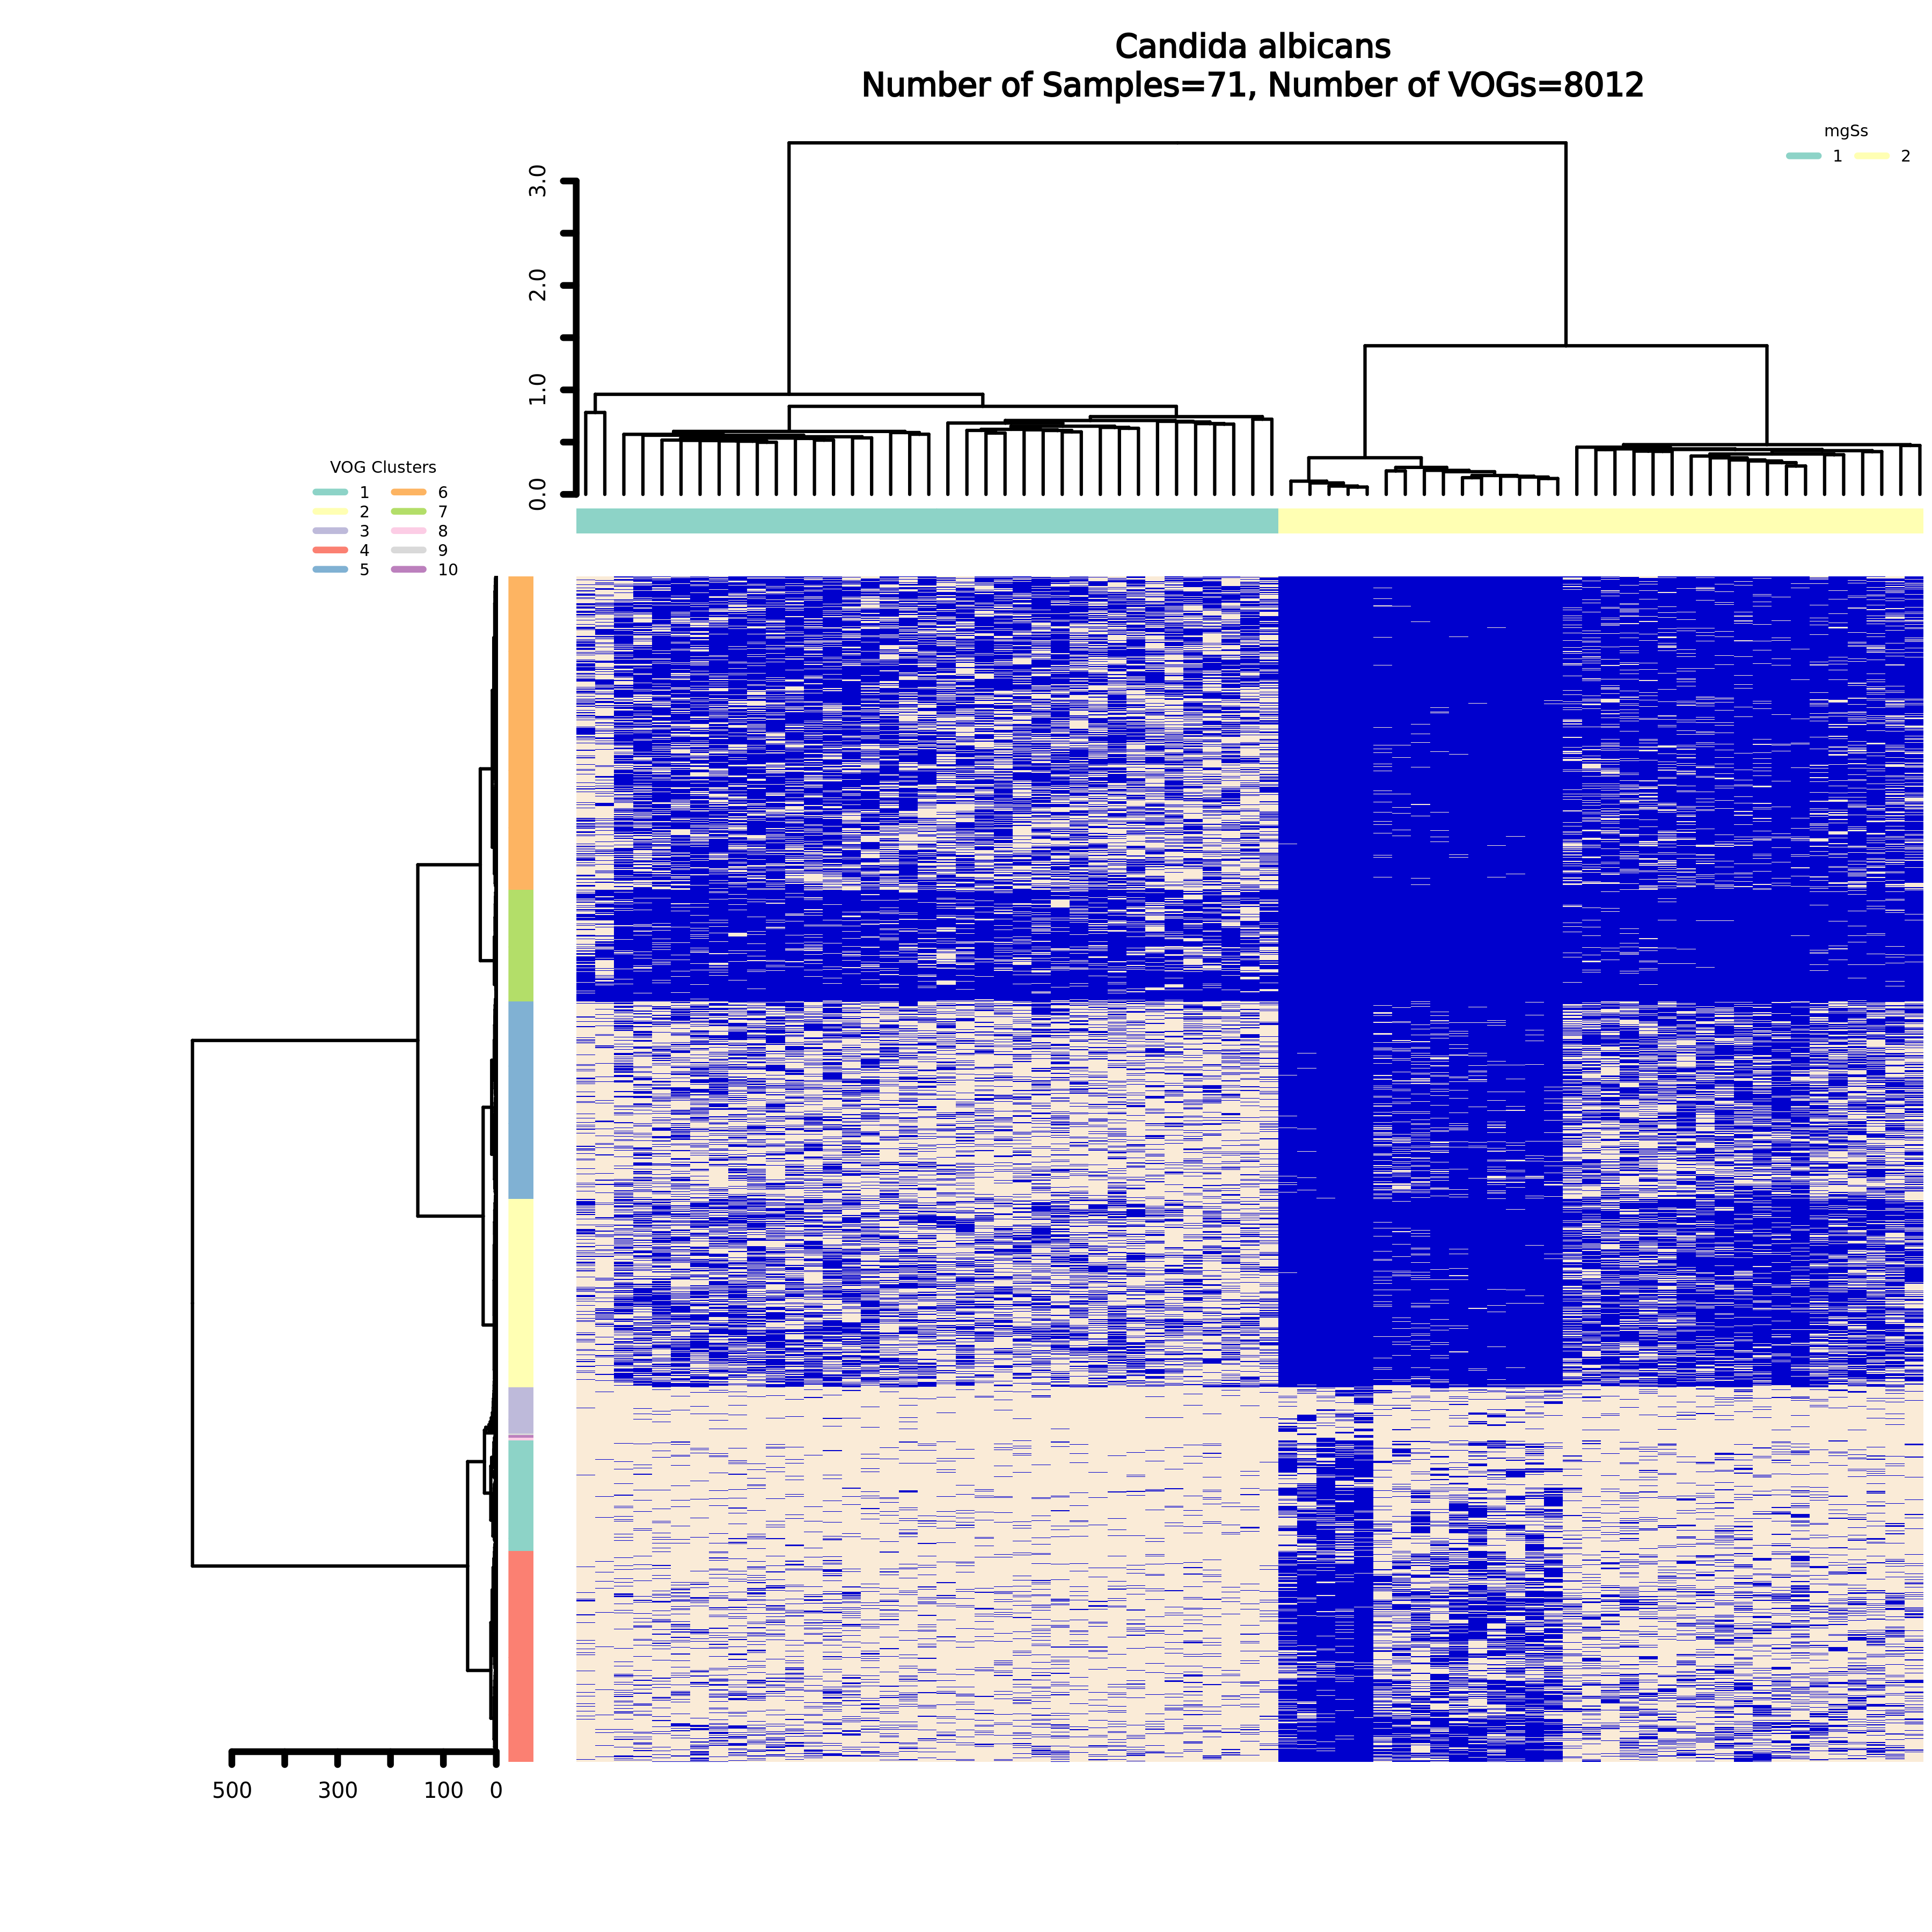 Candida albicans
Number of Samples=71, Number of VOGs=8012
mgSs
1 2
3.0
2.0
1.0
0.0
VOG Clusters
1 6
2 7
3 8
4 9
5 10
500 300 100 0